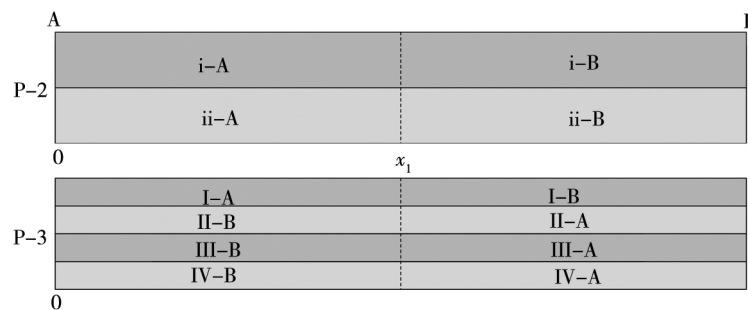 A
i-A i-B
P-2
ii-A ii-B
0 x1
I-A I-B
II-B II-A
P-3
III-B III-A
IV-B IV-A
0